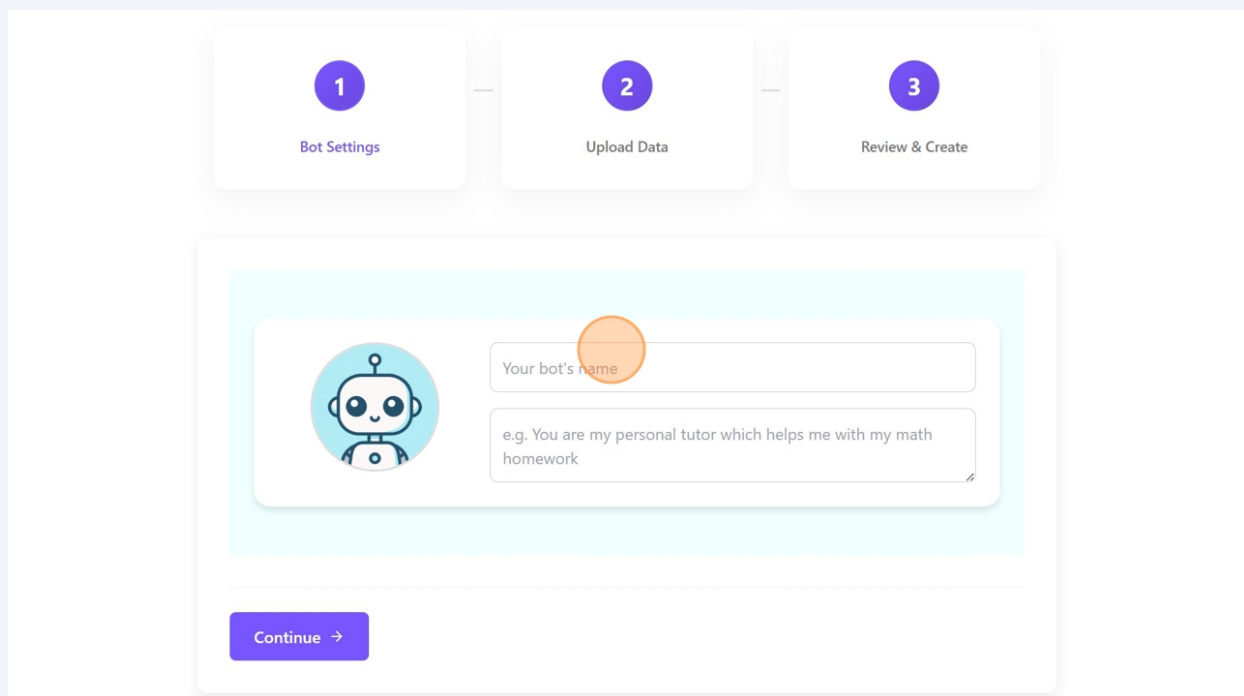 1
2
3
Bot Settings
Upload Data
Review & Create
Your bot's name
e.g. You are my personal tutor which helps me with my math
homework
Continue →